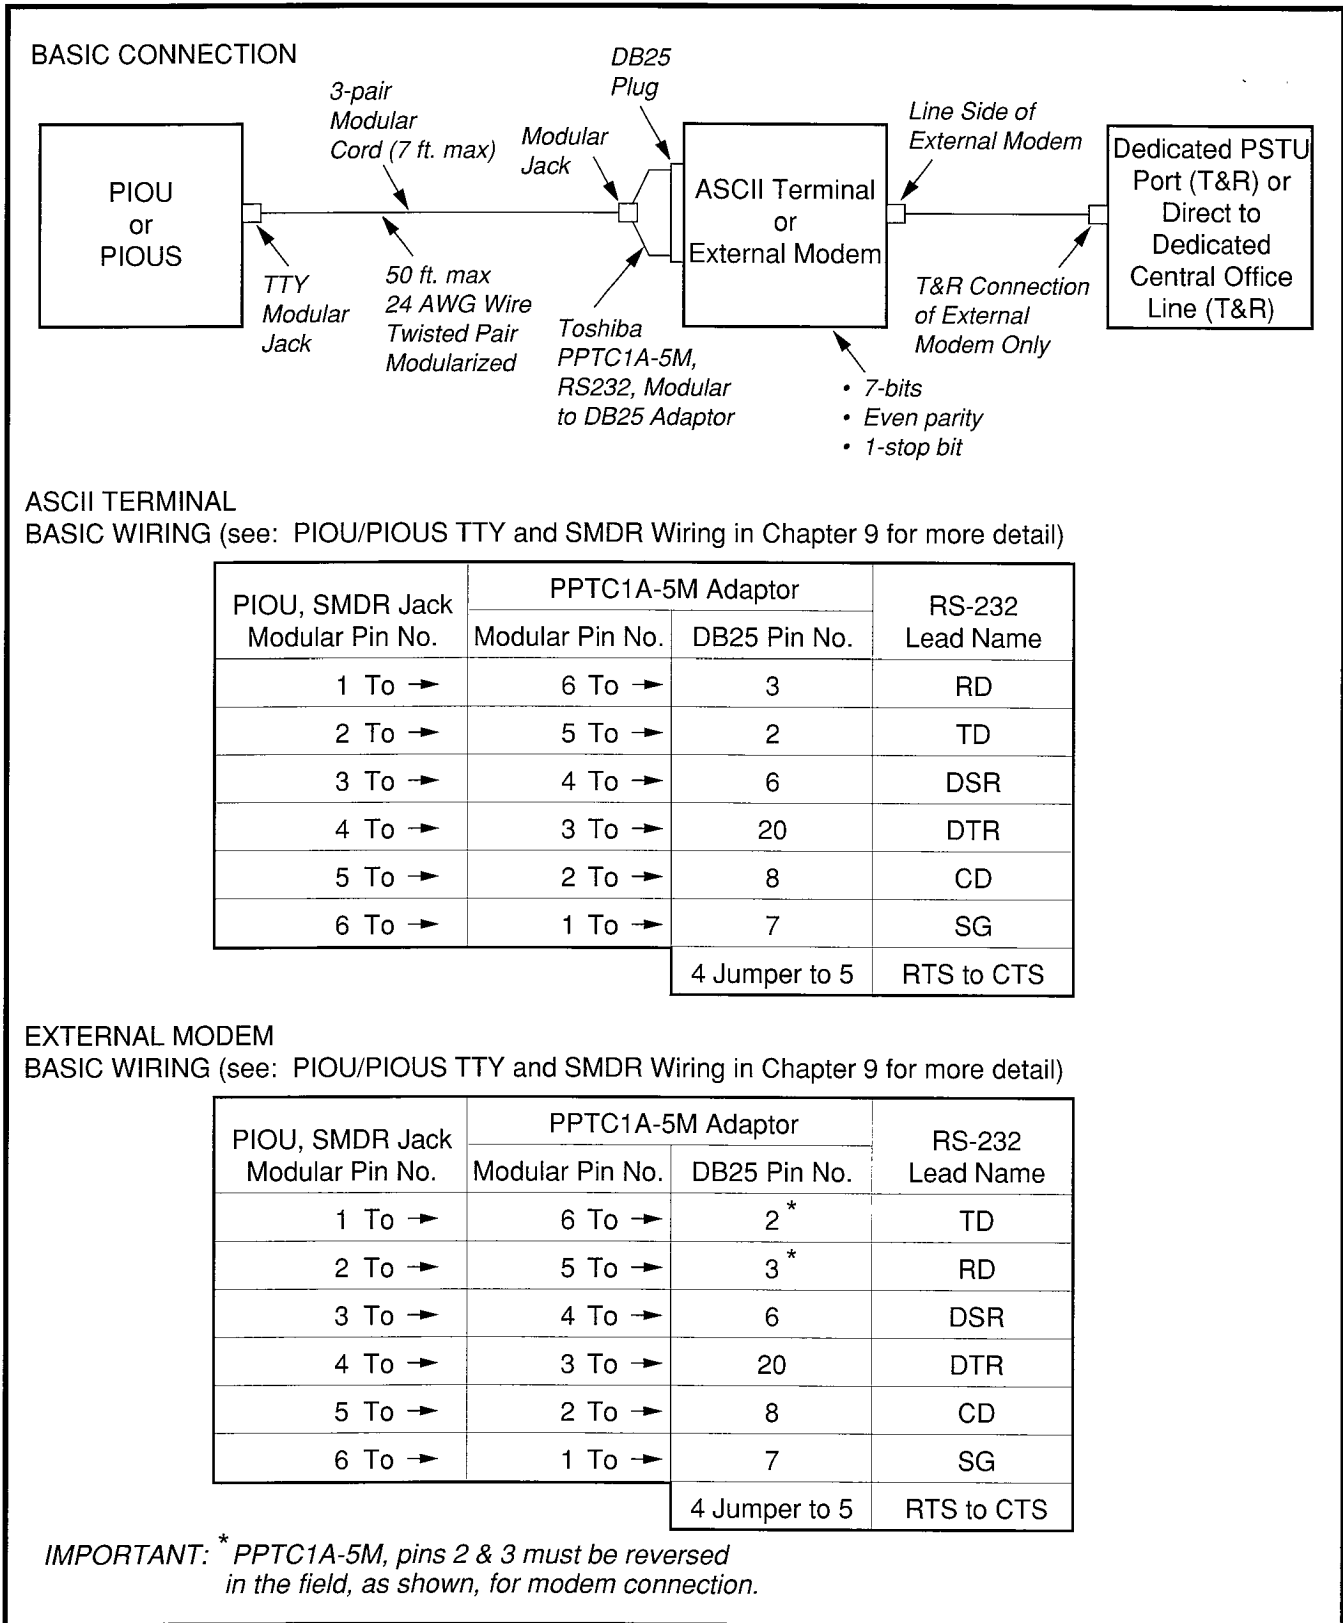 BASIC CONNECTION
PIOU
or
PIOUS
TTY
Modular
Jack
3-pair
Modular
Cord (7 ft. max)
50 ft. max
24 AWG Wire
Twisted Pair
Modularized
Modular
Jack
DB25
Plug
Toshiba
PPTC1A-5M,
RS232, Modular
to DB25 Adaptor
ASCII Terminal
or
External Modem
• 7-bits
• Even parity
• 1-stop bit
Line Side of
External Modem
T&R Connection
of External
Modem Only
Dedicated PSTU
Port (T&R) or
Direct to
Dedicated
Central Office
Line (T&R)
ASCII TERMINAL
BASIC WIRING (see: PIOU/PIOUS TTY and SMDR Wiring in Chapter 9 for more detail)
PIOU, SMDR Jack
Modular Pin No.
PPTC1A-5M Adaptor
Modular Pin No. DB25 Pin No.
RS-232
Lead Name
1 To → 6 To → 3 RD
2 To → 5 To → 2 TD
3 To → 4 To → 6 DSR
4 To → 3 To → 20 DTR
5 To → 2 To → 8 CD
6 To → 1 To → 7 SG
4 Jumper to 5 RTS to CTS
EXTERNAL MODEM
BASIC WIRING (see: PIOU/PIOUS TTY and SMDR Wiring in Chapter 9 for more detail)
PIOU, SMDR Jack
Modular Pin No.
PPTC1A-5M Adaptor
Modular Pin No. DB25 Pin No.
RS-232
Lead Name
1 To → 6 To → 2* TD
2 To → 5 To → 3* RD
3 To → 4 To → 6 DSR
4 To → 3 To → 20 DTR
5 To → 2 To → 8 CD
6 To → 1 To → 7 SG
4 Jumper to 5 RTS to CTS
IMPORTANT: * PPTC1A-5M, pins 2 & 3 must be reversed
in the field, as shown, for modem connection.